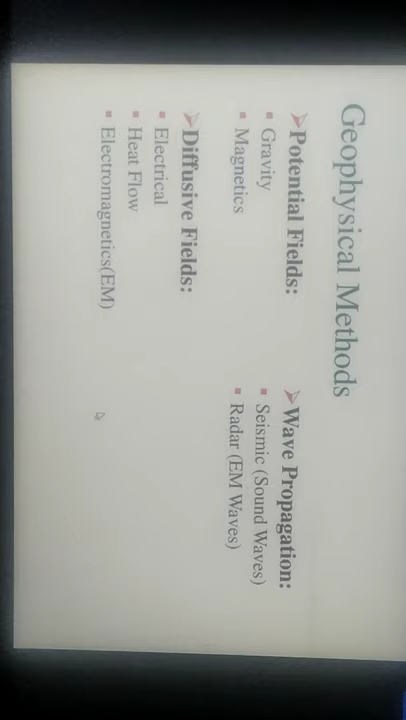 Geophysical Methods
➢Potential Fields:
▪ Gravity
▪ Magnetics
➢Diffusive Fields:
▪ Electrical
▪ Heat Flow
▪ Electromagnetics(EM)
➢Wave Propagation:
▪ Seismic (Sound Waves)
▪ Radar (EM Waves)